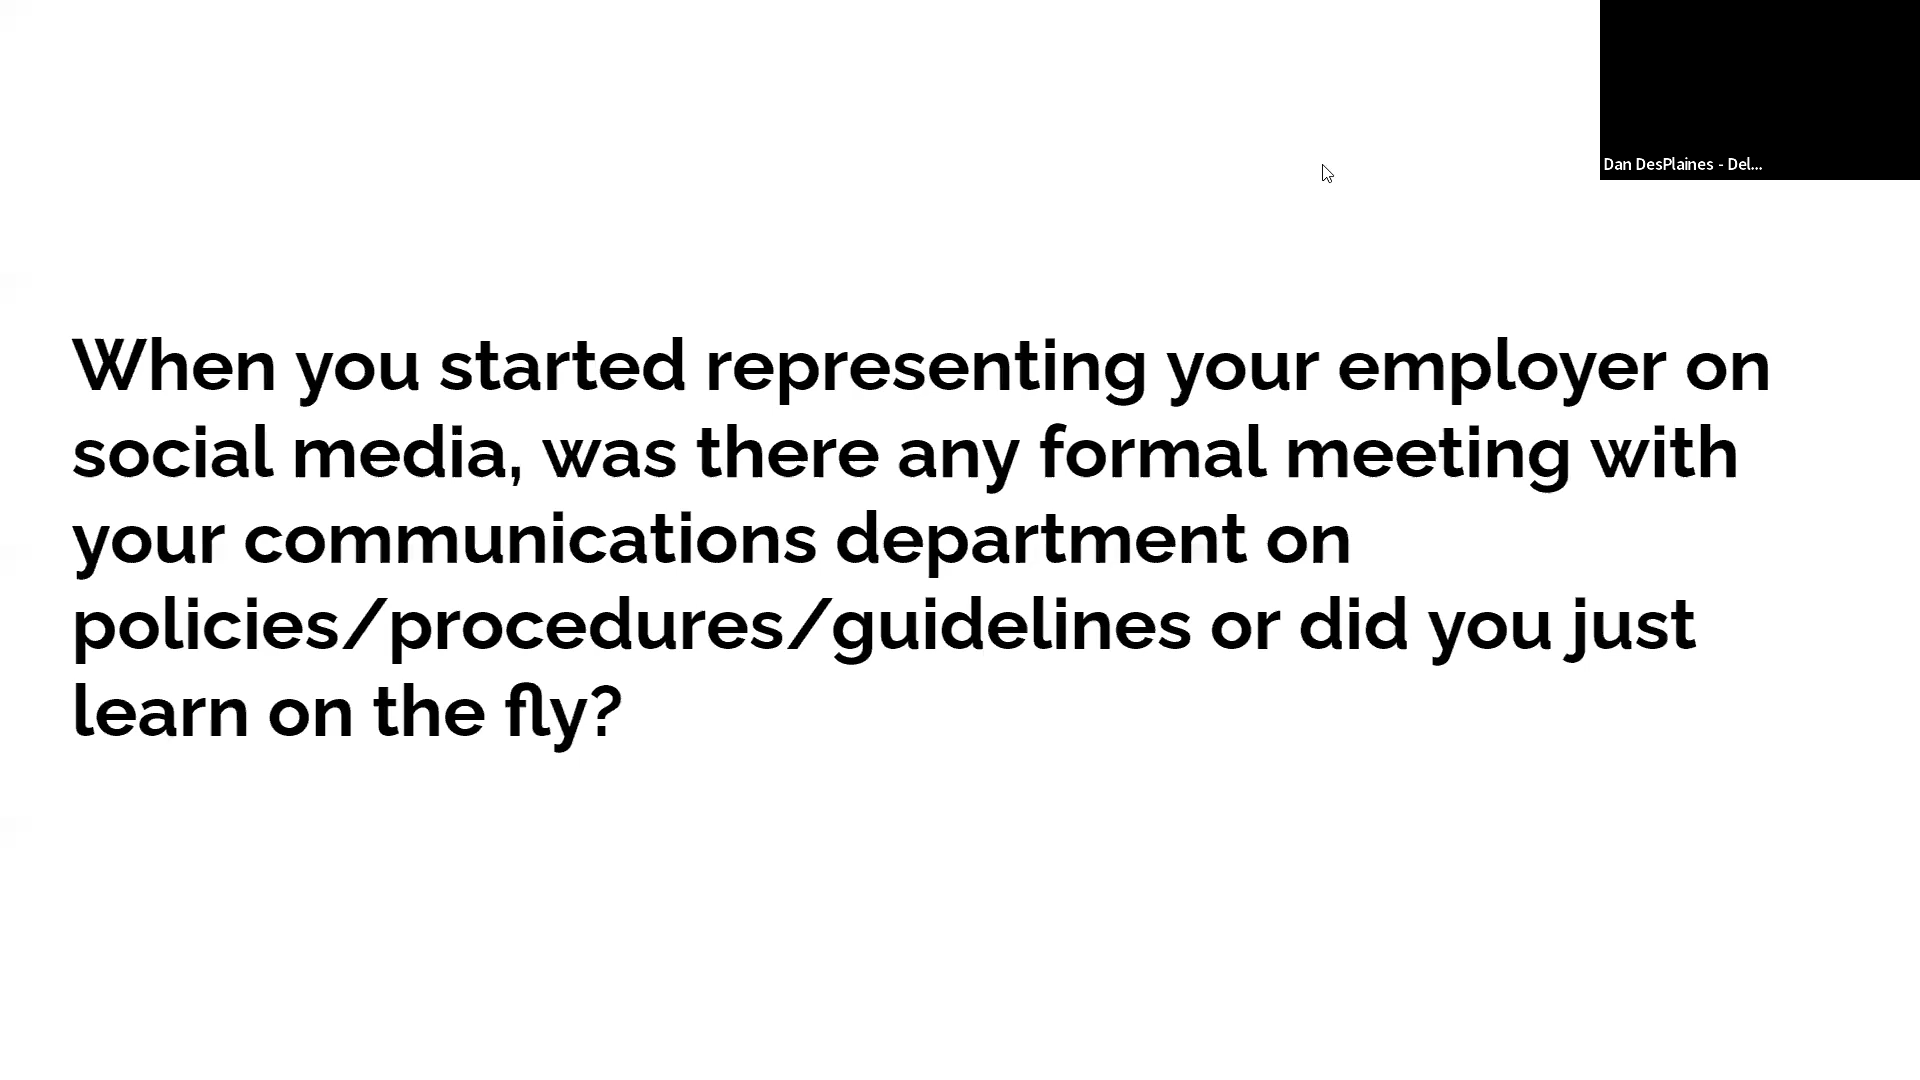 Dan DesPlaines - Del...
When you started representing your employer on
social media, was there any formal meeting with
your communications department on
policies/procedures/guidelines or did you just
learn on the fly?